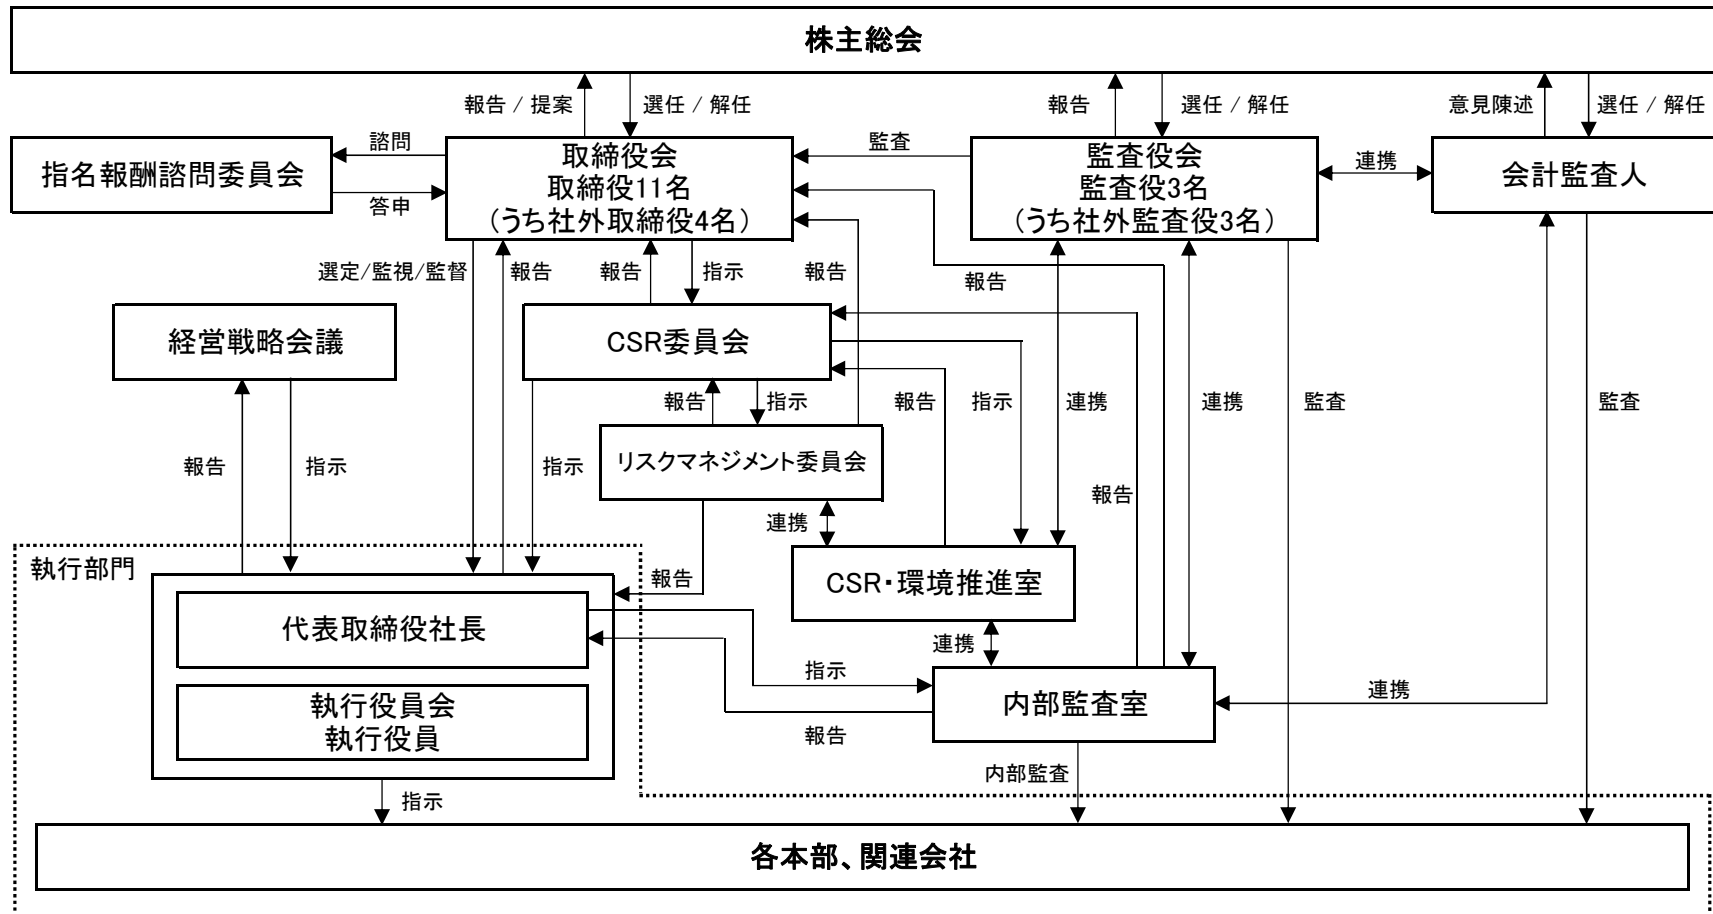 株主総会
報告 / 提案
選任 / 解任
報告
選任 / 解任
意見陳述
選任 / 解任
指名報酬諮問委員会
諮問
答申
取締役会
取締役11名
(うち社外取締役4名)
監査
監査役会
監査役3名
(うち社外監査役3名)
連携
会計監査人
選定/監視/監督
報告
報告
指示
報告
報告
経営戦略会議
CSR委員会
報告
指示
報告
指示
連携
連携
監査
監査
報告
指示
指示
リスクマネジメント委員会
報告
連携
執行部門
報告
CSR・環境推進室
代表取締役社長
連携
指示
内部監査室
連携
執行役員会
執行役員
報告
内部監査
指示
各本部、関連会社